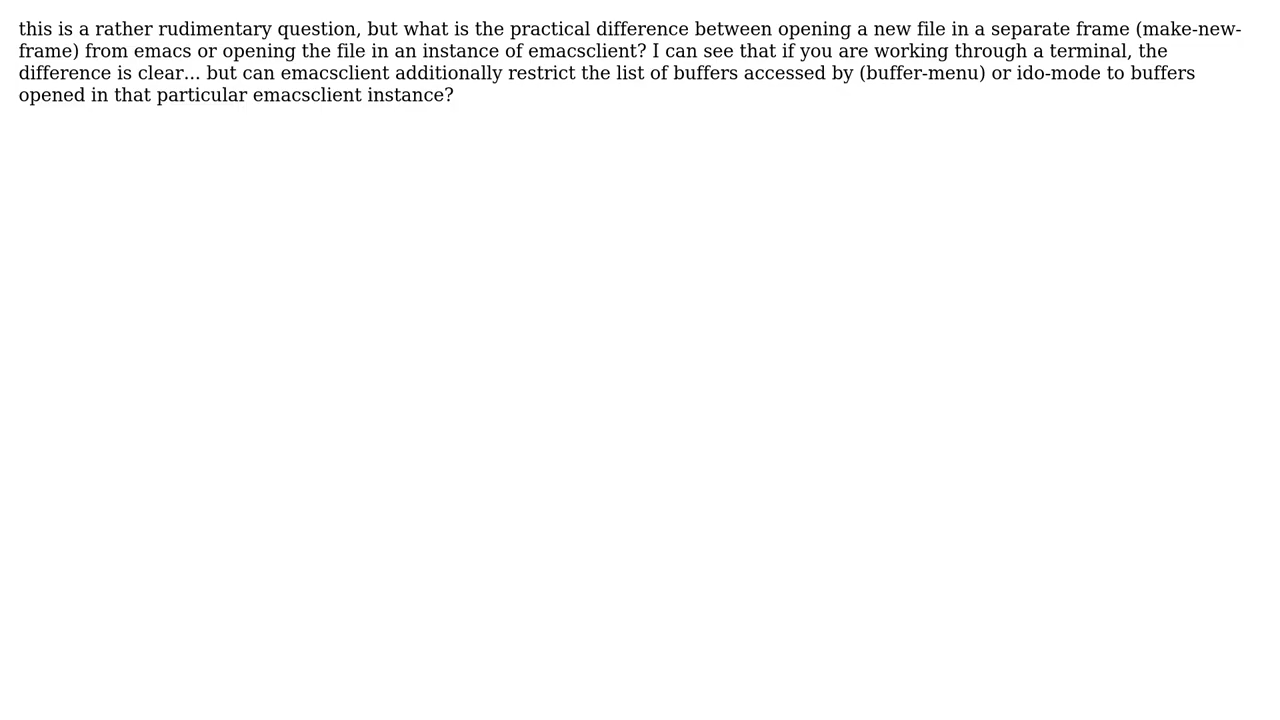 this is a rather rudimentary question, but what is the practical difference between opening a new file in a separate frame (make-new-
frame) from emacs or opening the file in an instance of emacsclient? I can see that if you are working through a terminal, the
difference is clear... but can emacsclient additionally restrict the list of buffers accessed by (buffer-menu) or ido-mode to buffers
opened in that particular emacsclient instance?